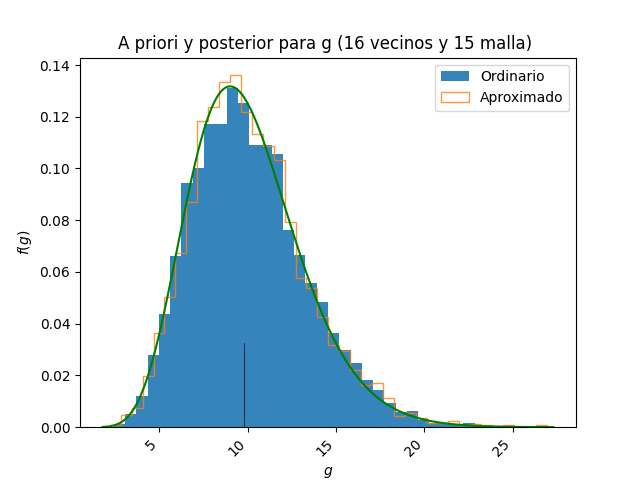 A priori y posterior para g (16 vecinos y 15 malla)
Ordinario
Aproximado
0.14
0.12
0.10
0.08
0.06
0.04
0.02
0.00
f(g)
5
10
15
20
25
g